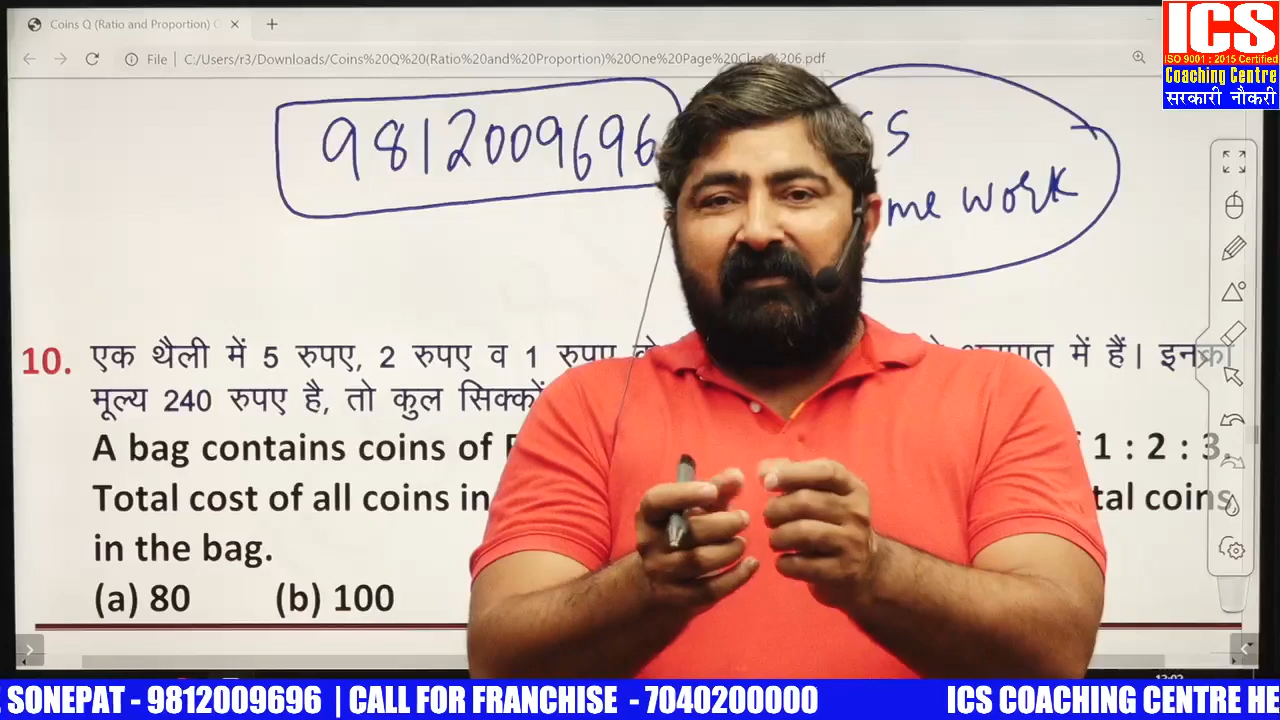 Coins Q (Ratio and Proportion)
File C:/Users/r3/Downloads/Coins%20Q%20(Ratio%20and%20Proportion)%20One%20Page%20Class%206.pdf
ICS
ISO 9001 : 2015 Certified
Coaching Centre
सरकारी नौकरी
9812009696
me work
10. एक थैली में 5 रुपए, 2 रुपए व 1 रुपए अनुपात में हैं। इनका
मूल्य 240 रुपए है, तो कुल सिक्कों
A bag contains coins of 1 : 2 : 3.
Total cost of all coins in tal coins
in the bag.
(a) 80 (b) 100
SONEPAT - 9812009696 | CALL FOR FRANCHISE - 7040200000 ICS COACHING CENTRE HE